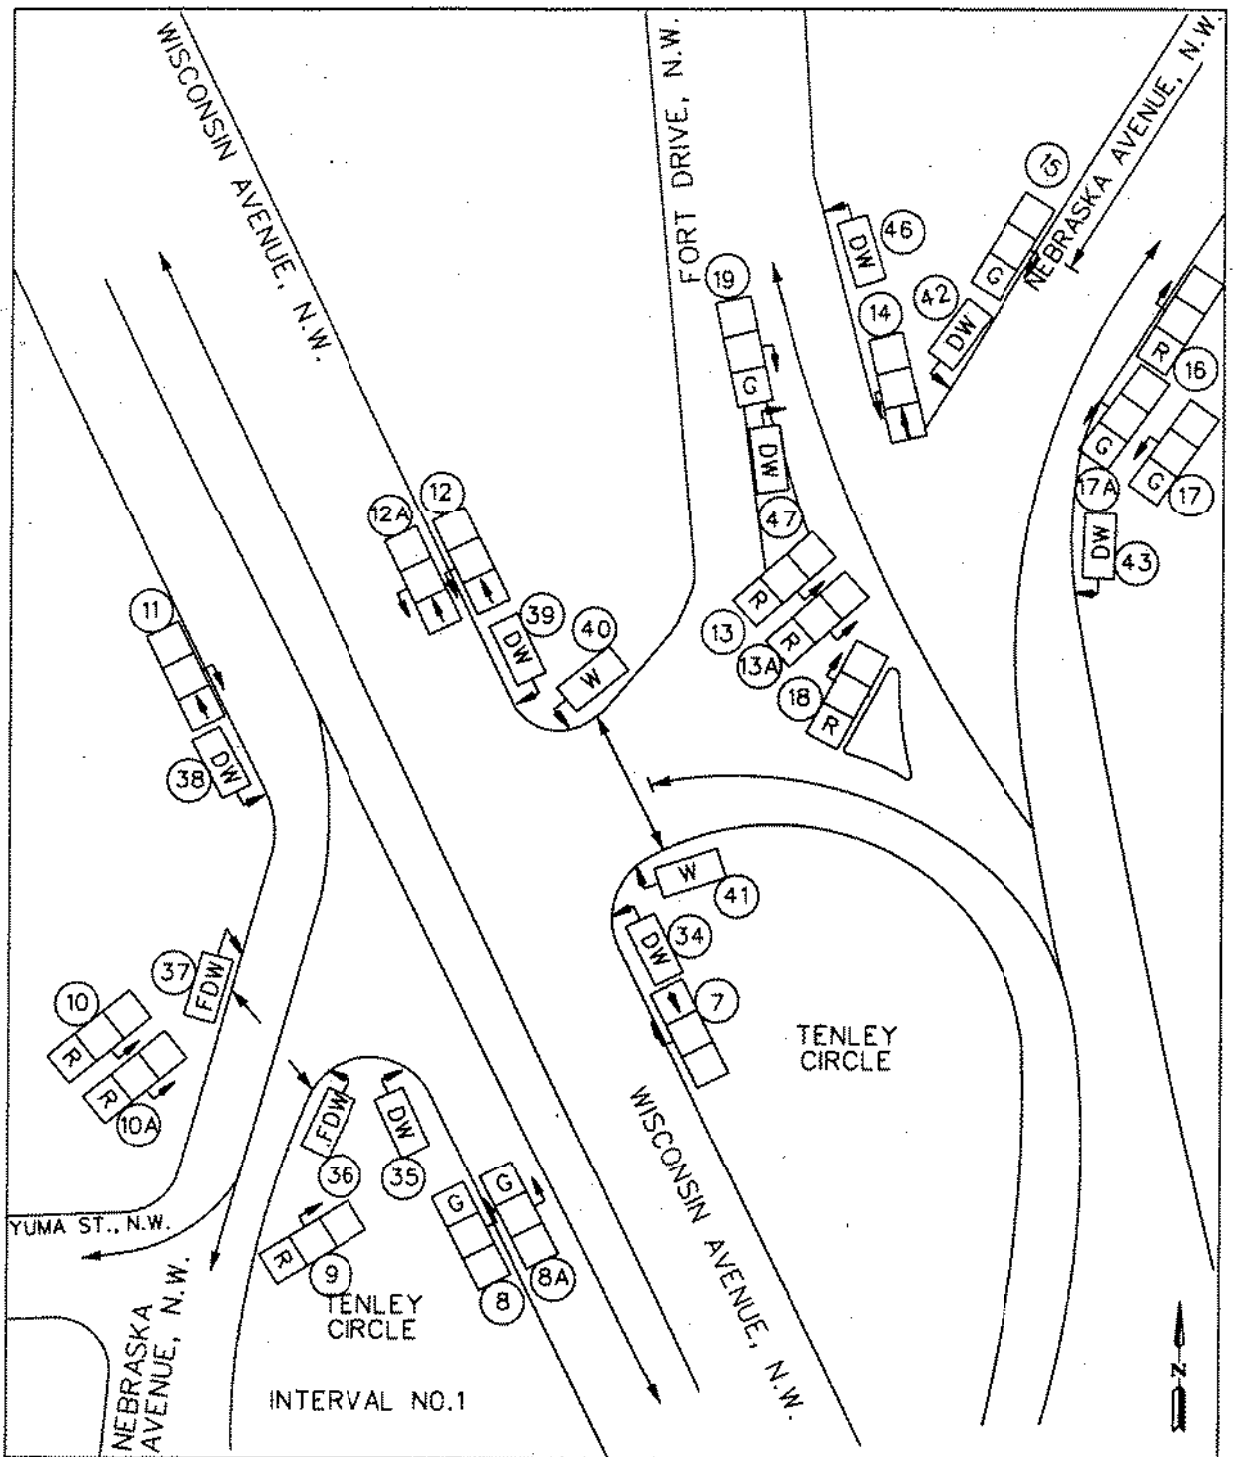 WISCONSIN AVENUE, N.W.
FORT DRIVE, N.W.
NEBRASKA AVENUE, N.W.
15
46
DW
G
19
42
14
DW
G
R
16
DW
G
G
17A
17
47
DW
43
12A
12
39
DW
40
W
R
13
R
13A
18
R
11
38
DW
W
41
34
DW
7
37
FDW
10
R
R
10A
TENLEY
CIRCLE
FDW
DW
36
35
G
G
8
8A
R
9
YUMA ST., N.W.
NEBRASKA
AVENUE, N.W.
TENLEY
CIRCLE
WISCONSIN AVENUE, N.W.
INTERVAL NO.1
N